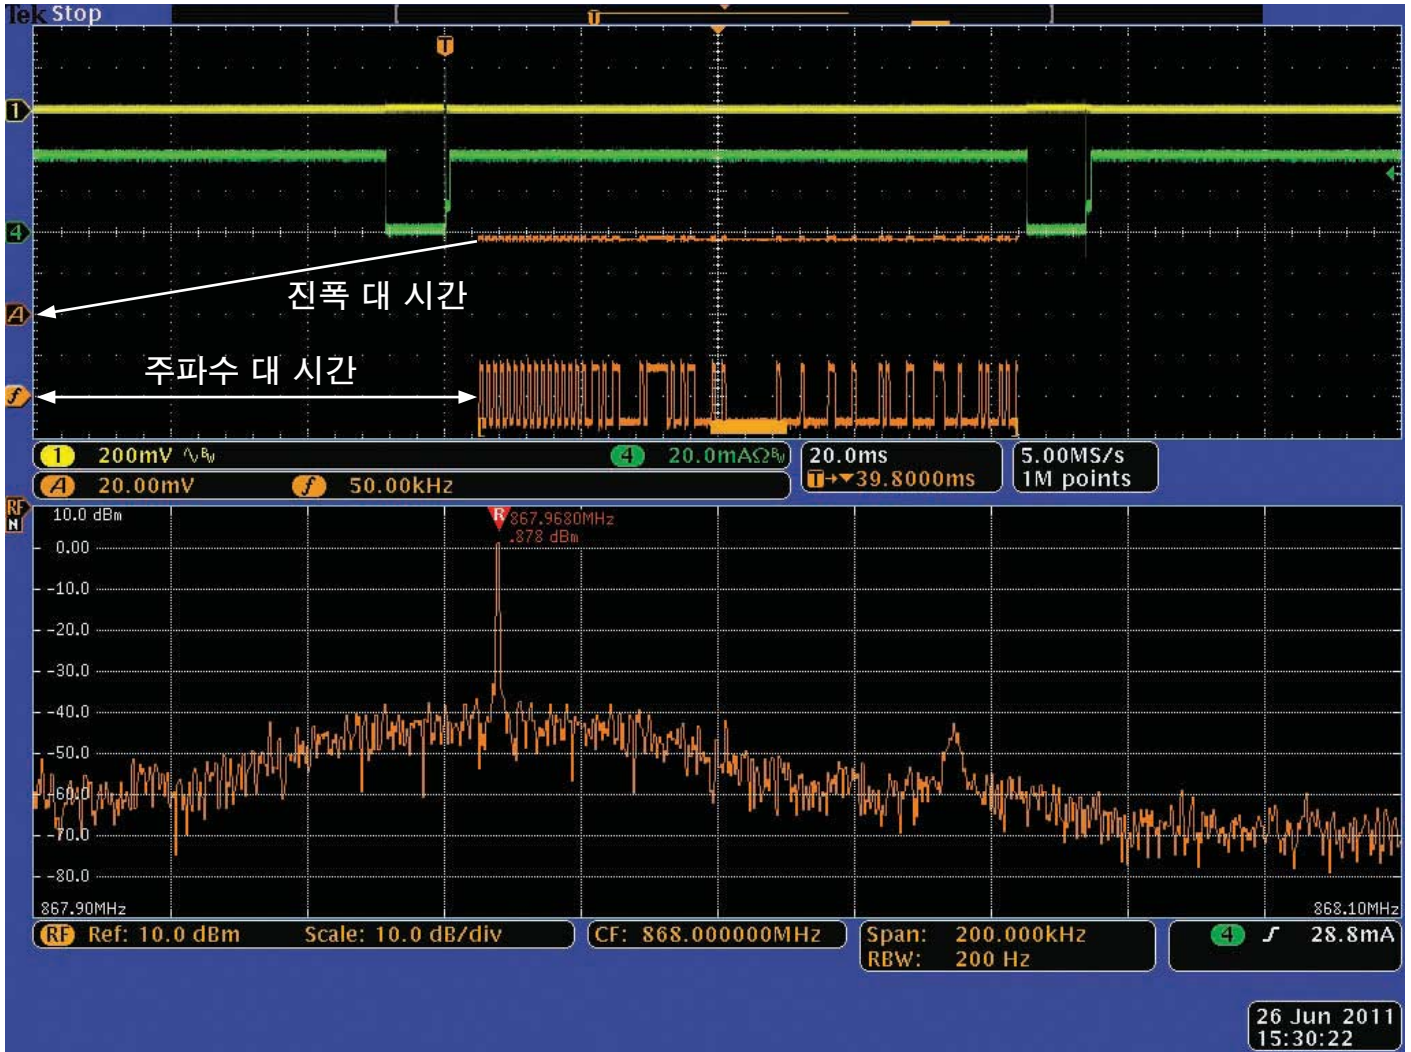 Tek Stop
T
T
1
4
진폭 대 시간
A
주파수 대 시간
f
1 200mV ∿BW 4 20.0mAΩBW 20.0ms 5.00MS/s
A 20.00mV f 50.00kHz T→▼39.8000ms 1M points
RF
N
10.0 dBm R 867.9680MHz
.878 dBm
0.00
-10.0
-20.0
-30.0
-40.0
-50.0
-60.0
-70.0
-80.0
867.90MHz 868.10MHz
RF Ref: 10.0 dBm Scale: 10.0 dB/div CF: 868.000000MHz Span: 200.000kHz 4 ƒ 28.8mA
RBW: 200 Hz
26 Jun 2011
15:30:22